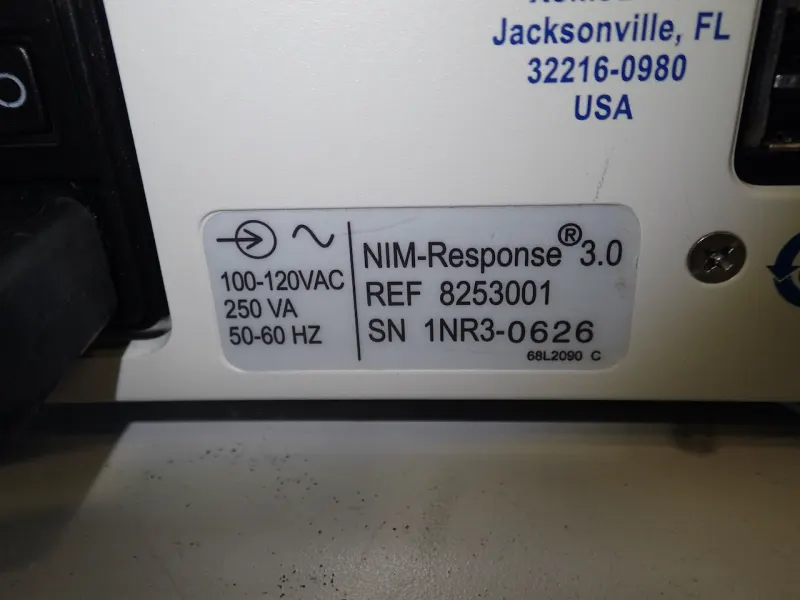 Jacksonville, FL
32216-0980
USA
100-120VAC
250 VA
50-60 HZ
NIM-Response® 3.0
REF 8253001
SN 1NR3-0626
68L2090 C